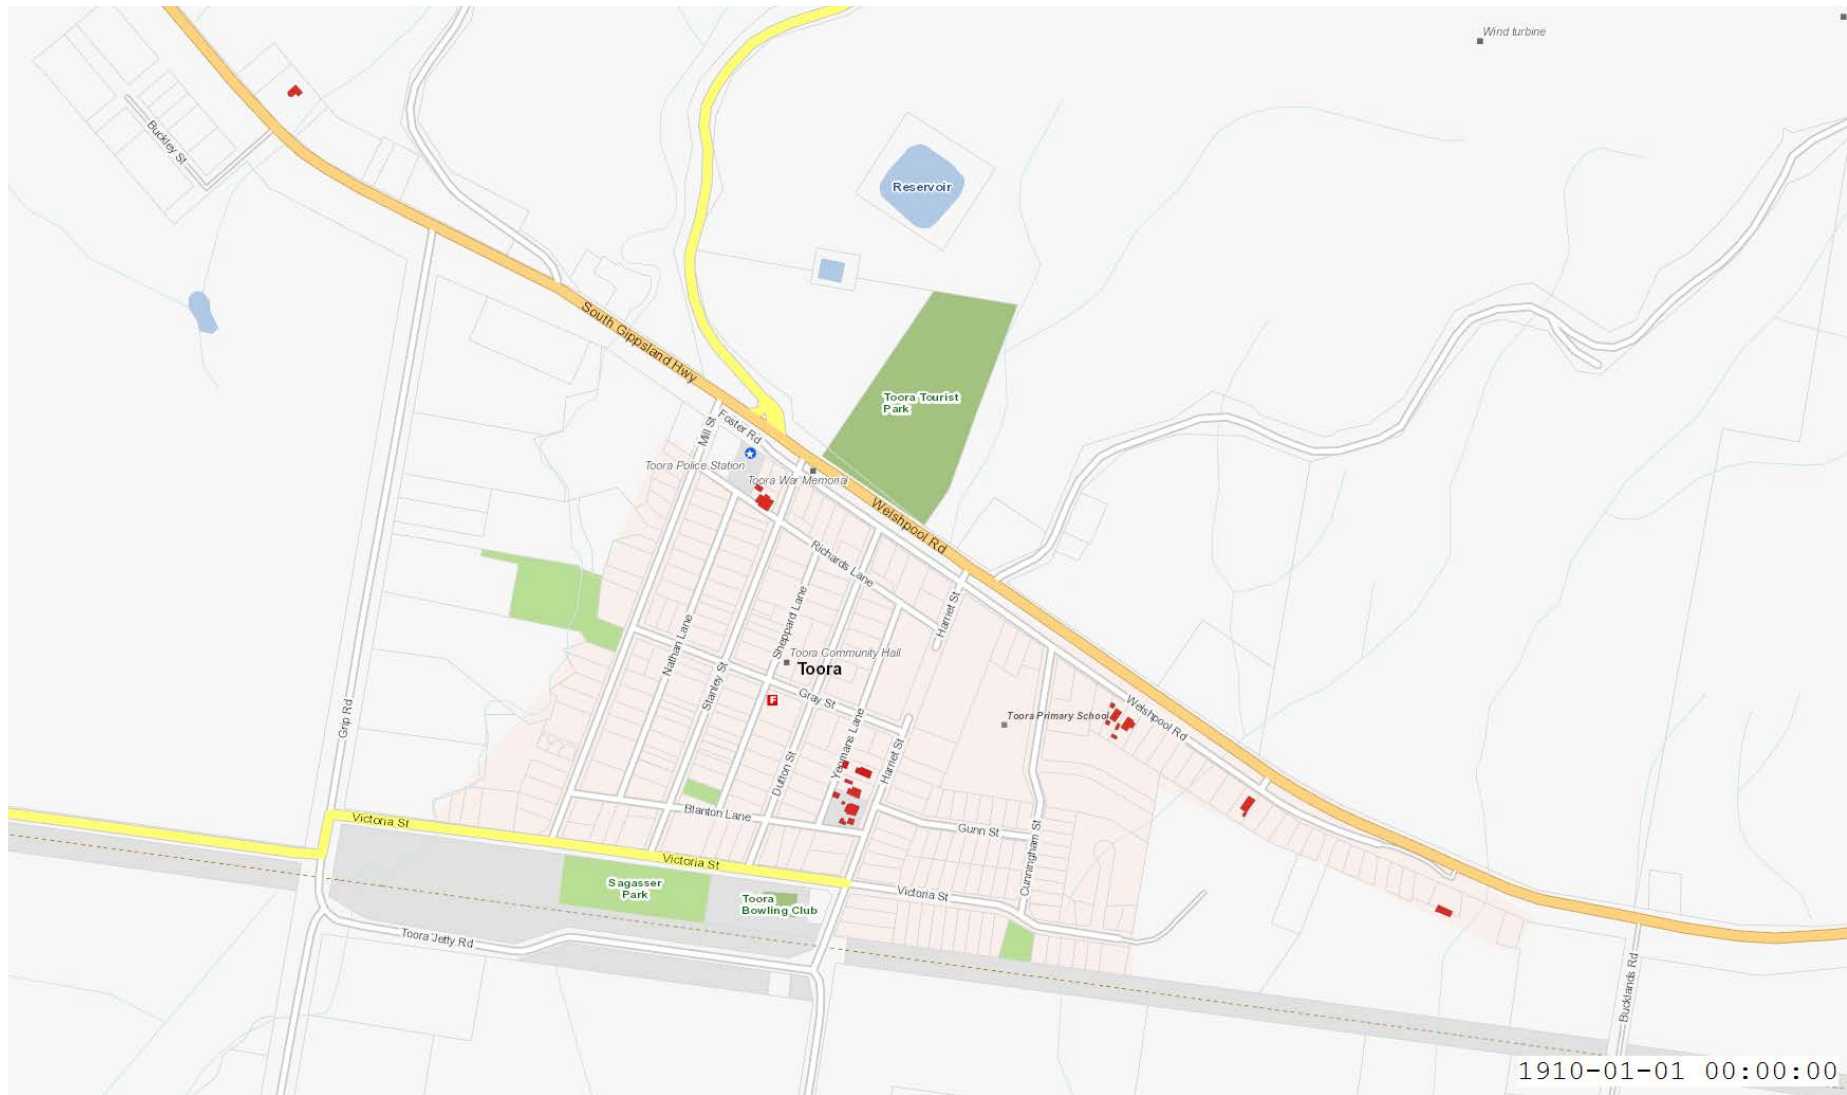 Wind turbine
Buckley St
Reservoir
South Gippsland Hwy
Toora Tourist
Park
Mill St
Foster Rd
Toora Police Station
Toora War Memorial
Welshpool Rd
Richards Lane
Sheppard Lane
Harriet St
Nathan Lane
Toora Community Hall
Toora
Stanley St
Gray St
F
Grip Rd
Yeomans Lane
Toora Primary School
Welshpool Rd
Dutton St
Harriet St
Blanton Lane
Victoria St
Gunn St
Cunningham St
Victoria St
Sagasser
Park
Toora
Bowling Club
Victoria St
Toora Jetty Rd
Bucklands Rd
1910-01-01 00:00:00